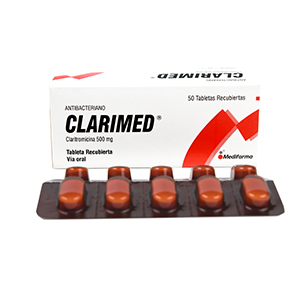 CLARIMED
50 Tabletas Recubiertas
ANTIBACTERIANO
CLARIMED®
Claritromicina 500 mg
Tableta Recubierta
Vía oral
Medifarma